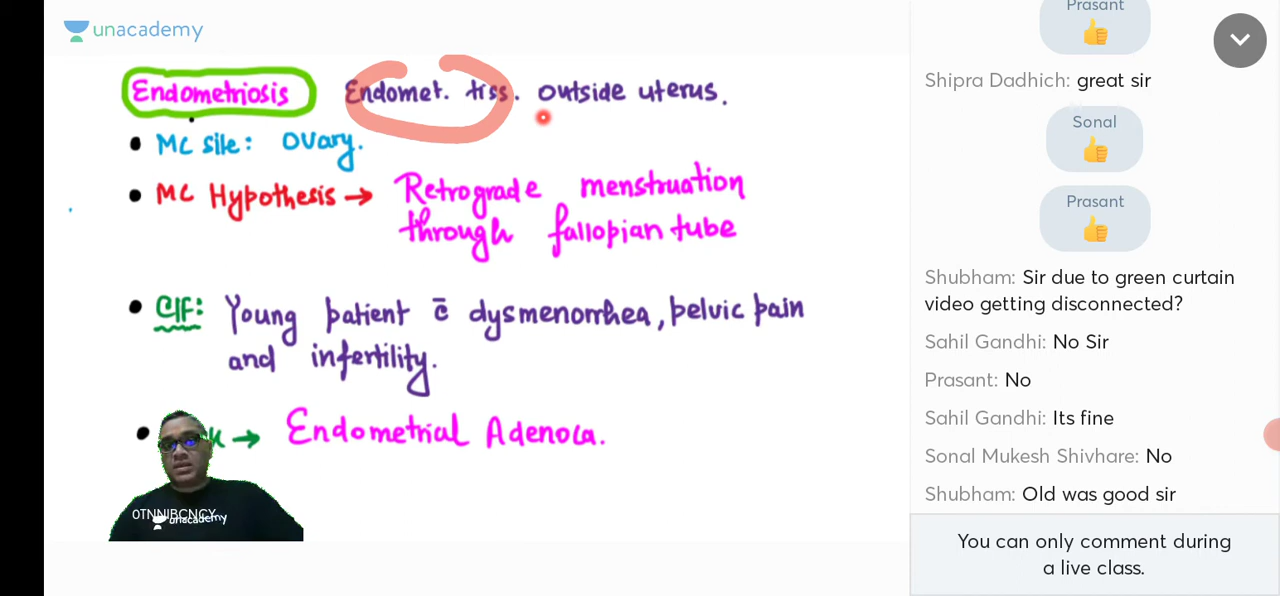 unacademy
Endometriosis Endomet. tiss. outside uterus.
MC site: Ovary.
MC Hypothesis → Retrograde menstruation
through fallopian tube
C/F: Young patient c̄ dysmenorrhea, pelvic pain
and infertility.
→ Endometrial Adenoca.
OTNNJBCNCY
unacademy
Prasant
Shipra Dadhich: great sir
Sonal
Prasant
Shubham: Sir due to green curtain
video getting disconnected?
Sahil Gandhi: No Sir
Prasant: No
Sahil Gandhi: Its fine
Sonal Mukesh Shivhare: No
Shubham: Old was good sir
You can only comment during
a live class.